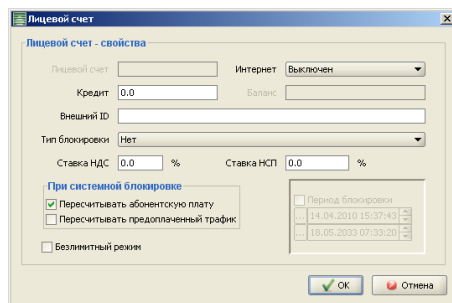 Лицевой счет
Лицевой счет - свойства
Лицевой счет Интернет Выключен
Кредит 0.0 Баланс
Внешний ID
Тип блокировки Нет
Ставка НДС 0.0 % Ставка НСП 0.0 %
При системной блокировке
Пересчитывать абонентскую плату
Пересчитывать предоплаченный трафик
Безлимитный режим
Период блокировки
... 14.04.2010 15:37:43
... 18.05.2033 07:33:20
OK Отмена